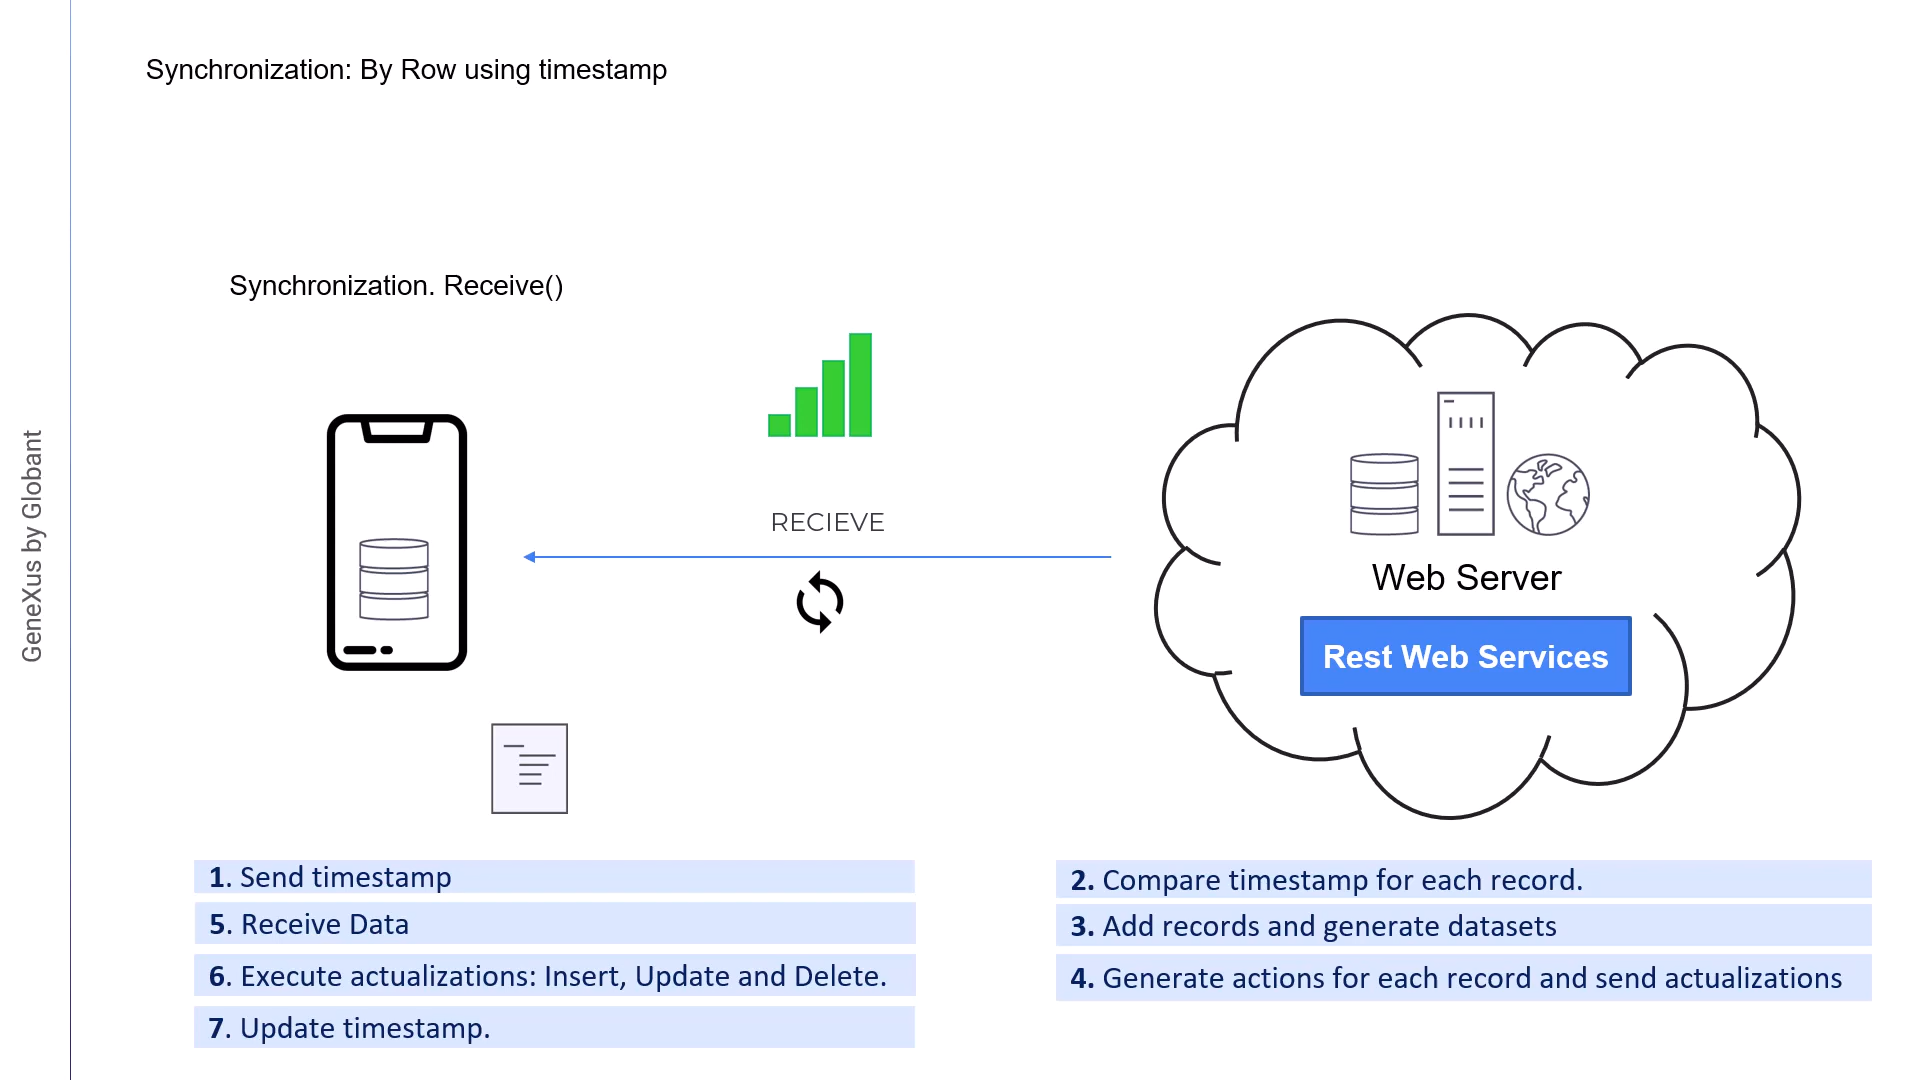 Synchronization: By Row using timestamp
Synchronization. Receive()
GeneXus by Globant
RECIEVE
Web Server
Rest Web Services
1. Send timestamp
5. Receive Data
6. Execute actualizations: Insert, Update and Delete.
7. Update timestamp.
2. Compare timestamp for each record.
3. Add records and generate datasets
4. Generate actions for each record and send actualizations